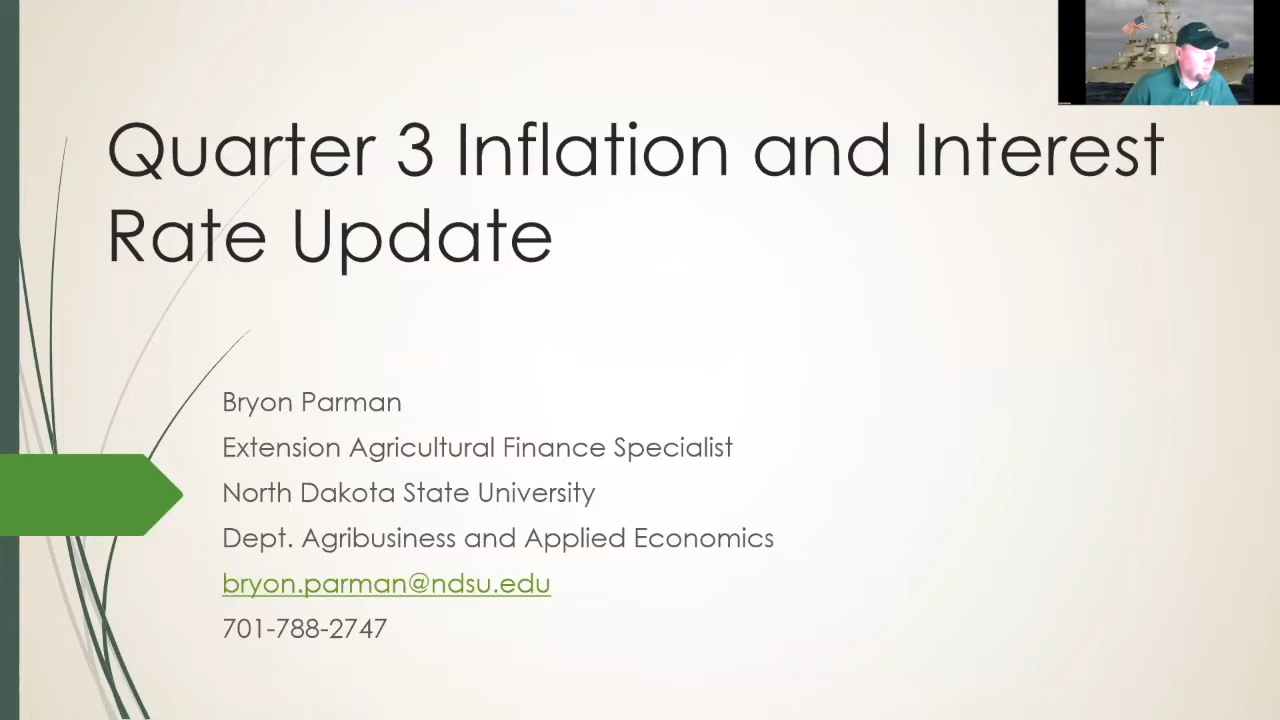 Quarter 3 Inflation and Interest
Rate Update
Bryon Parman
Extension Agricultural Finance Specialist
North Dakota State University
Dept. Agribusiness and Applied Economics
bryon.parman@ndsu.edu
701-788-2747